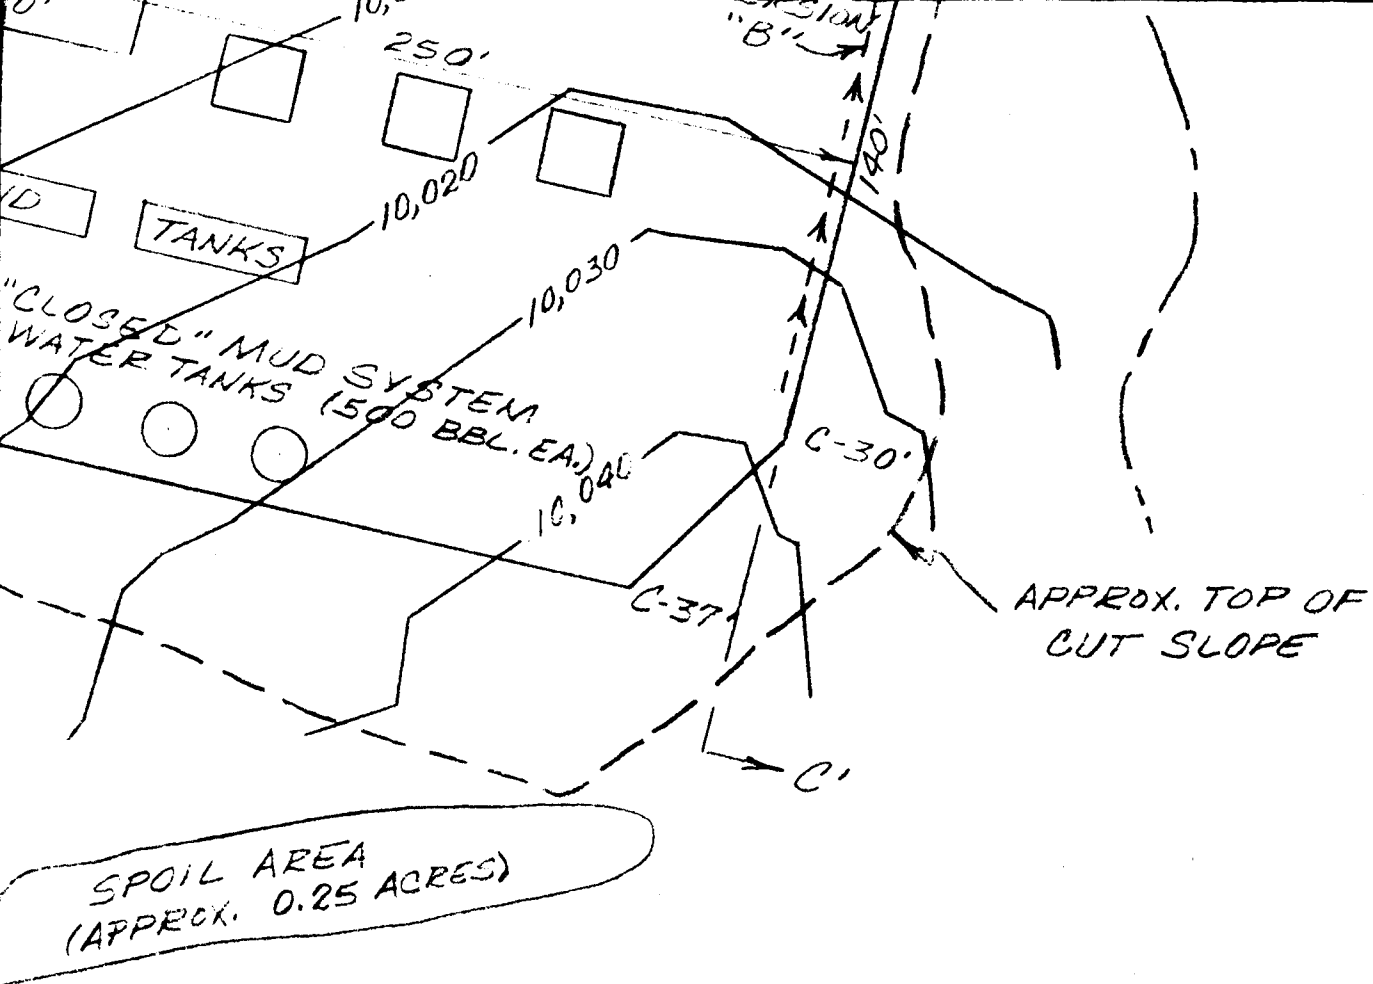 250'
"B"
140'
10,020
TANKS
10,030
"CLOSED" MUD SYSTEM
WATER TANKS (500 BBL. EA.)
10,040
C-30'
C-37'
APPROX. TOP OF
CUT SLOPE
C'
SPOIL AREA
(APPROX. 0.25 ACRES)